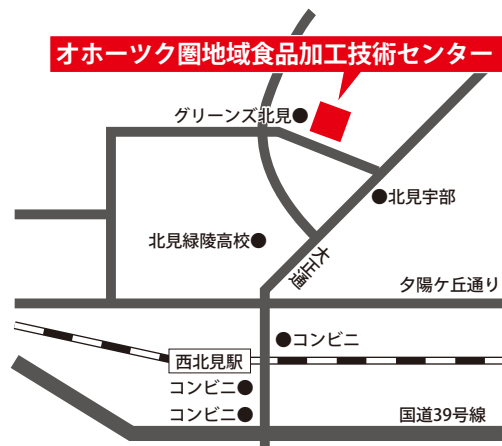 オホーツク圏地域食品加工技術センター
グリーンズ北見
北見宇部
北見緑陵高校
大正通
夕陽ケ丘通り
コンビニ
西北見駅
コンビニ
コンビニ
国道39号線